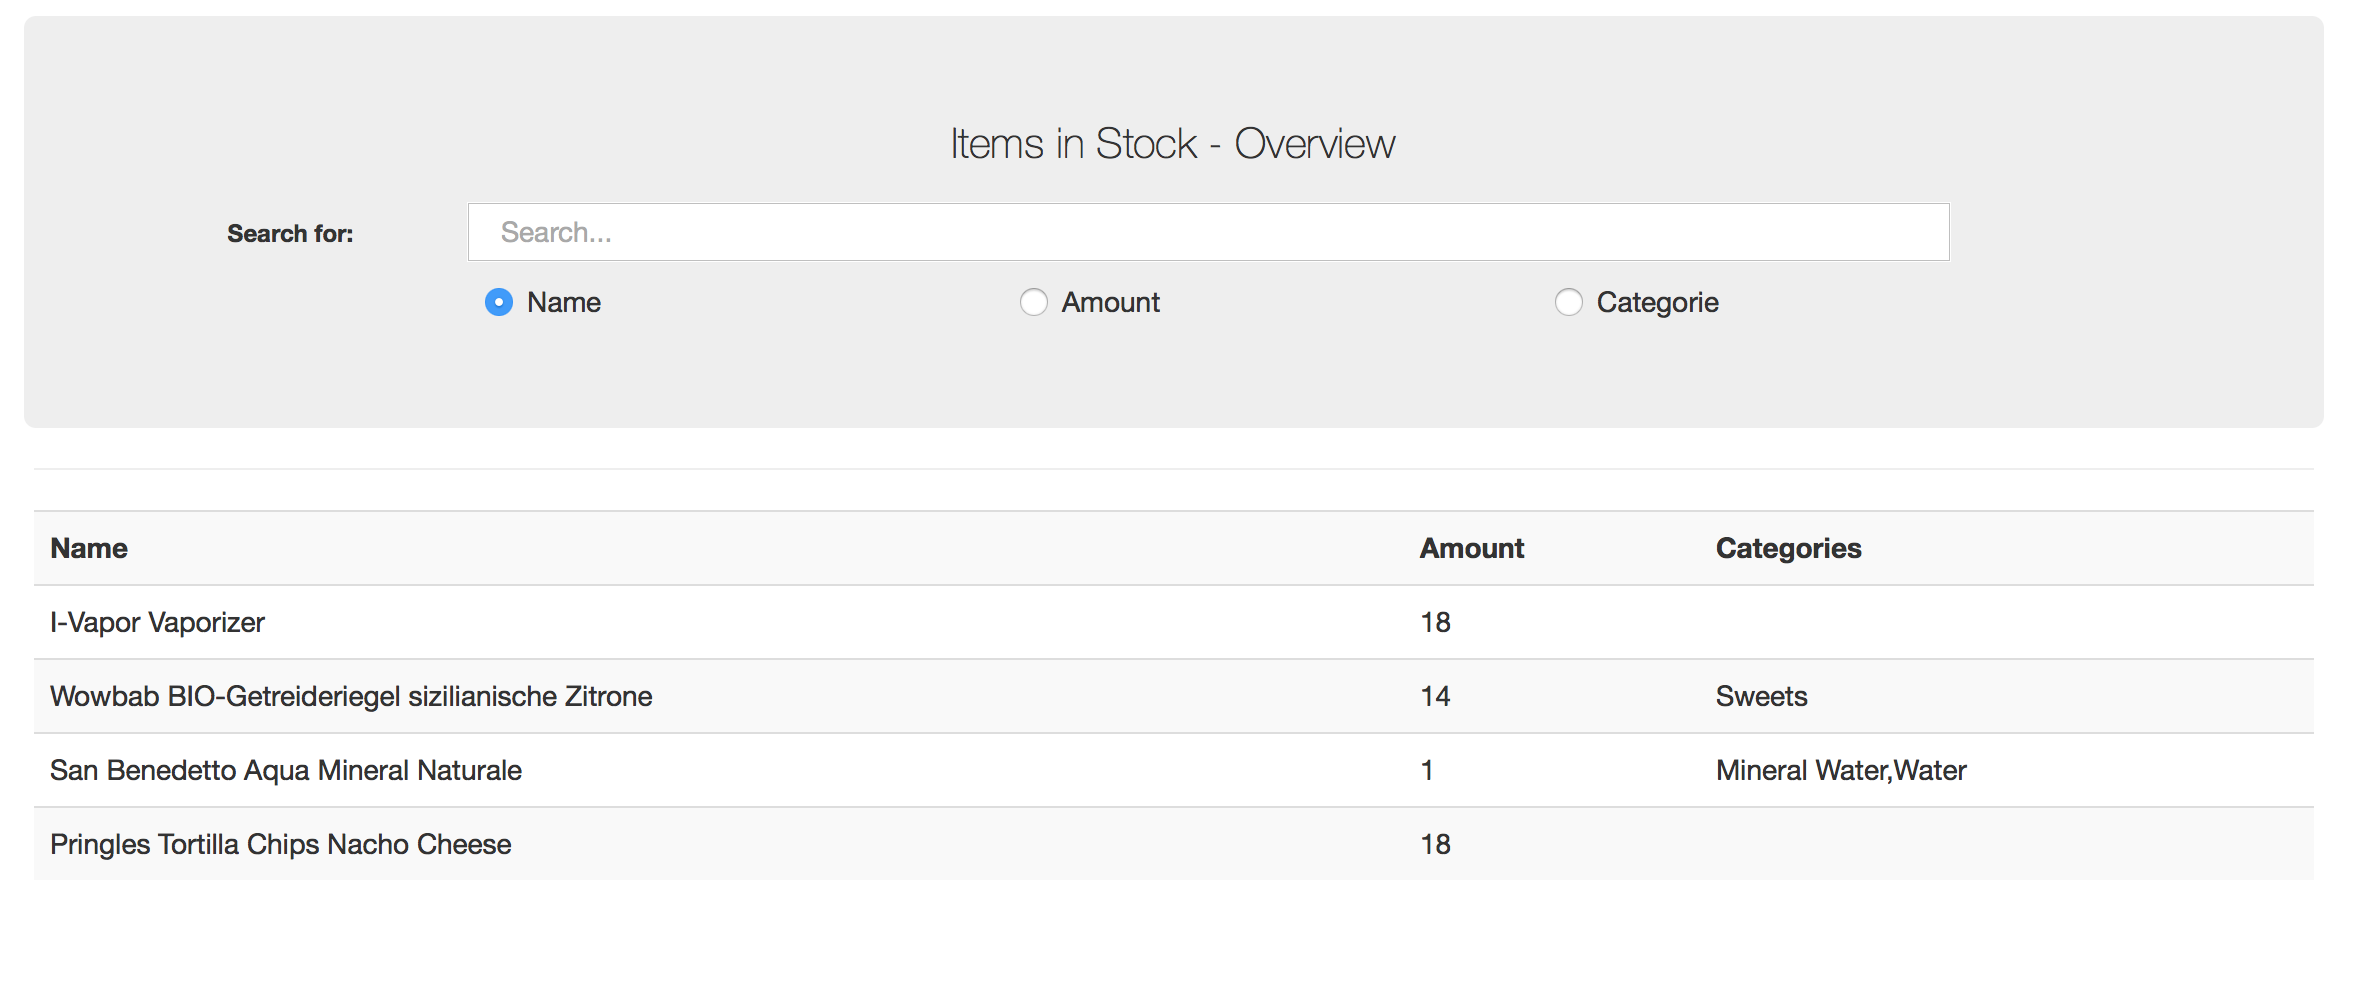 Items in Stock - Overview
Search for: Search...
Name Amount Categorie
Name Amount Categories
I-Vapor Vaporizer 18
Wowbab BIO-Getreideriegel sizilianische Zitrone 14 Sweets
San Benedetto Aqua Mineral Naturale 1 Mineral Water,Water
Pringles Tortilla Chips Nacho Cheese 18